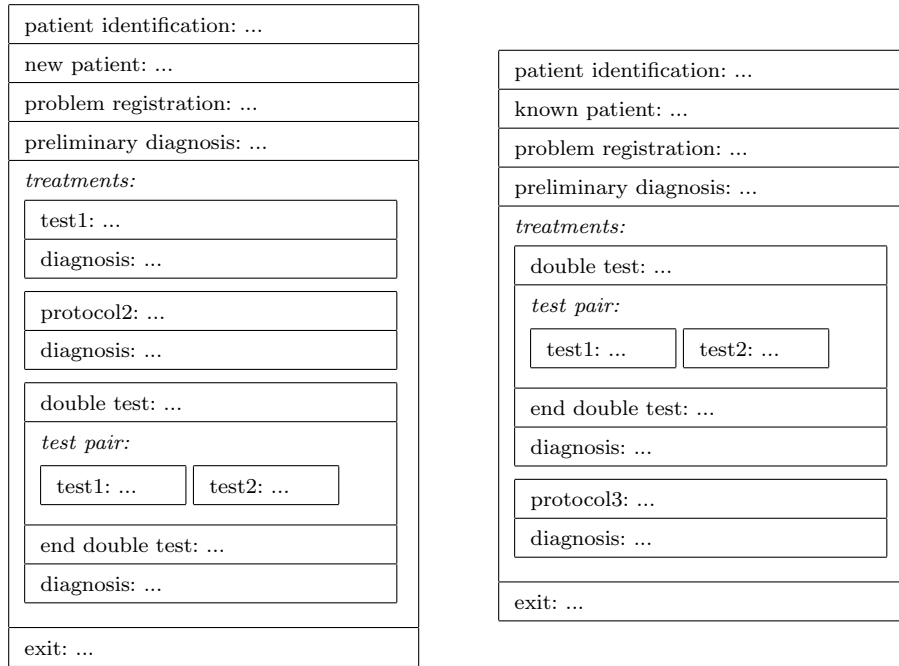 patient identification: ...
new patient: ...
problem registration: ...
preliminary diagnosis: ...
treatments:
test1: ...
diagnosis: ...
protocol2: ...
diagnosis: ...
double test: ...
test pair:
test1: ... test2: ...
end double test: ...
diagnosis: ...
exit: ...
patient identification: ...
known patient: ...
problem registration: ...
preliminary diagnosis: ...
treatments:
double test: ...
test pair:
test1: ... test2: ...
end double test: ...
diagnosis: ...
protocol3: ...
diagnosis: ...
exit: ...